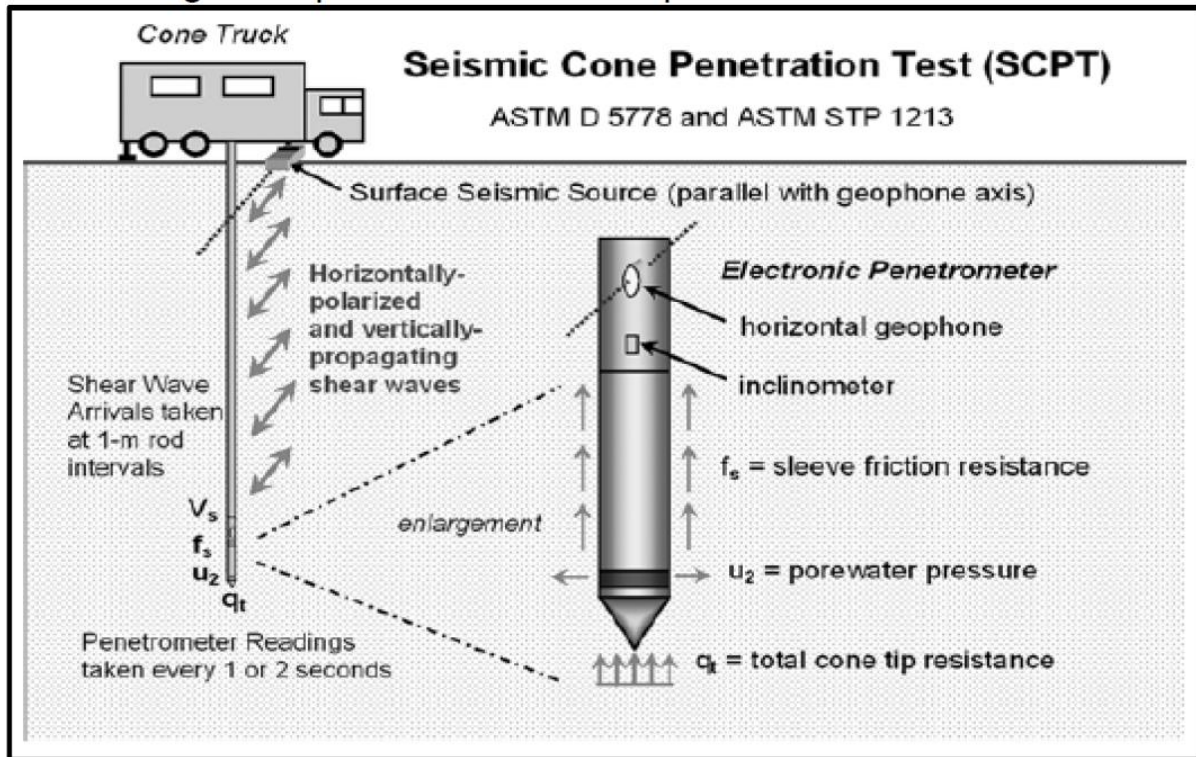 Cone Truck
Seismic Cone Penetration Test (SCPT)
ASTM D 5778 and ASTM STP 1213
Surface Seismic Source (parallel with geophone axis)
Horizontally-
polarized
and vertically-
propagating
shear waves
Electronic Penetrometer
horizontal geophone
inclinometer
Shear Wave
Arrivals taken
at 1-m rod
intervals
fs = sleeve friction resistance
enlargement
Vs
fs
u2
qt
u2 = porewater pressure
Penetrometer Readings
taken every 1 or 2 seconds
qt = total cone tip resistance